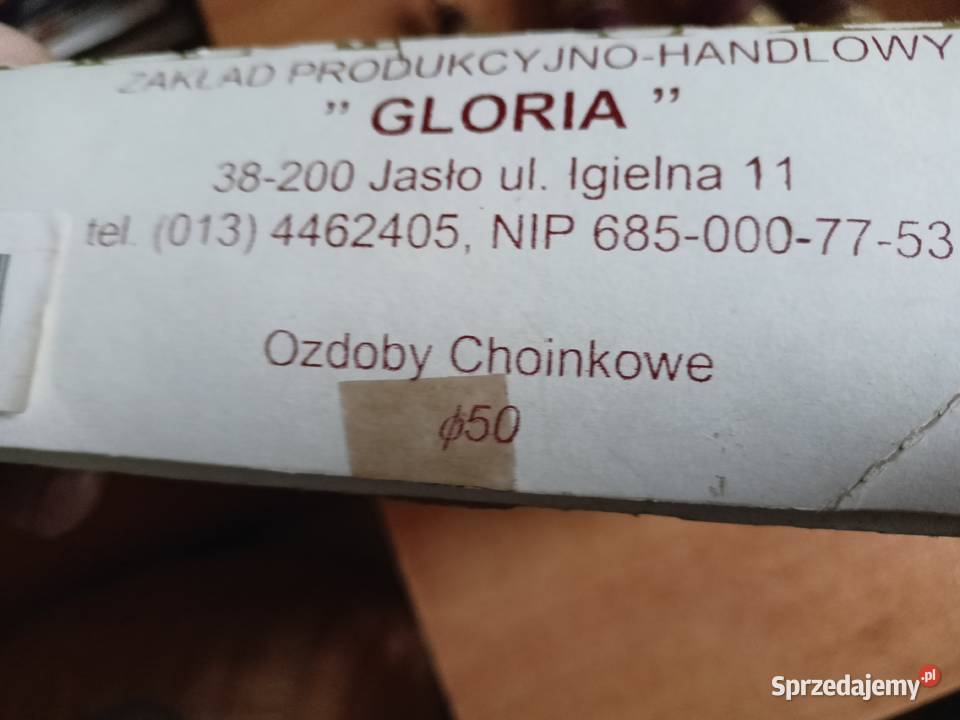 ZAKŁAD PRODUKCYJNO-HANDLOWY
" GLORIA "
38-200 Jasło ul. Igielna 11
tel. (013) 4462405, NIP 685-000-77-53
Ozdoby Choinkowe
ϕ50
Sprzedajemy.pl